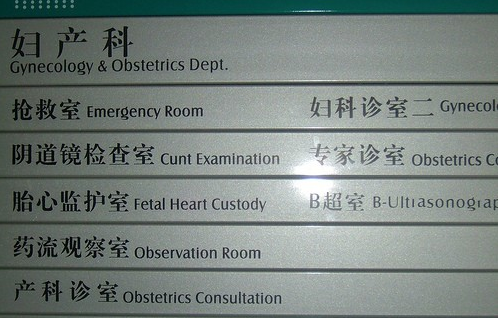 妇产科
Gynecology & Obstetrics Dept.
抢救室 Emergency Room 妇科诊室二
阴道镜检查室 Cunt Examination 专家诊室 Obstetrics
胎心监护室 Fetal Heart Custody B超室
药流观察室 Observation Room
产科诊室 Obstetrics Consultation